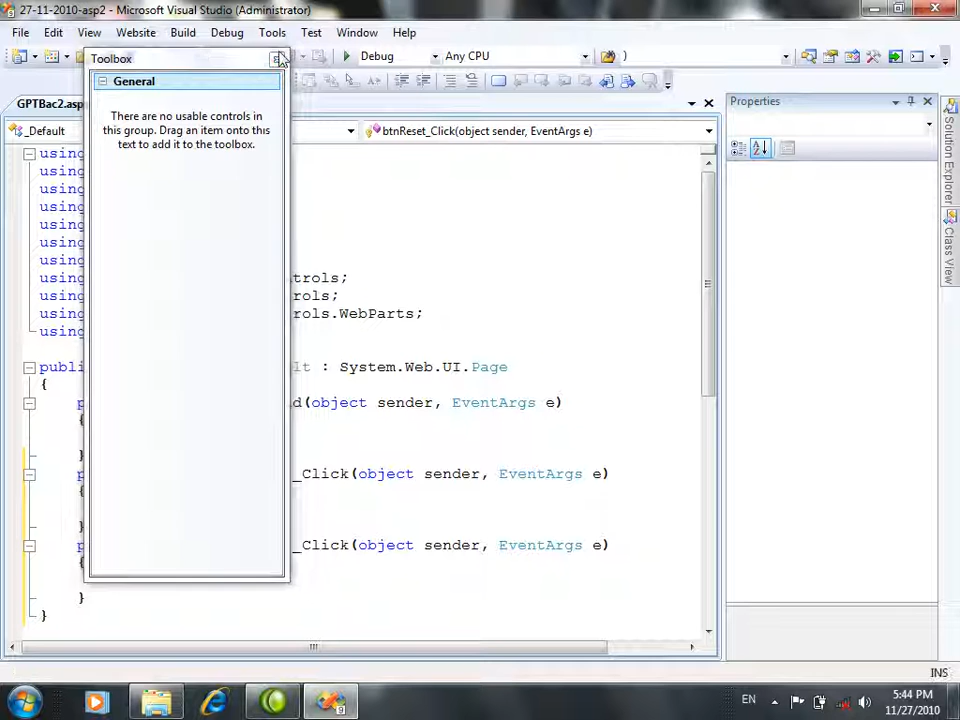 27-11-2010-asp2 - Microsoft Visual Studio (Administrator)
File Edit View Website Build Debug Tools Test Window Help
Debug Any CPU )
Toolbox
General
There are no usable controls in
this group. Drag an item onto this
text to add it to the toolbox.
GPTBac2.asp
_Default btnReset_Click(object sender, EventArgs e)
using
using
using
using
using
using
using
using trols;
using rols;
using rols.WebParts;
using
publi lt : System.Web.UI.Page
{
p d(object sender, EventArgs e)
{
}
p _Click(object sender, EventArgs e)
{
}
p _Click(object sender, EventArgs e)
{
}
}
Properties
Solution Explorer
Class View
INS
EN
5:44 PM
11/27/2010